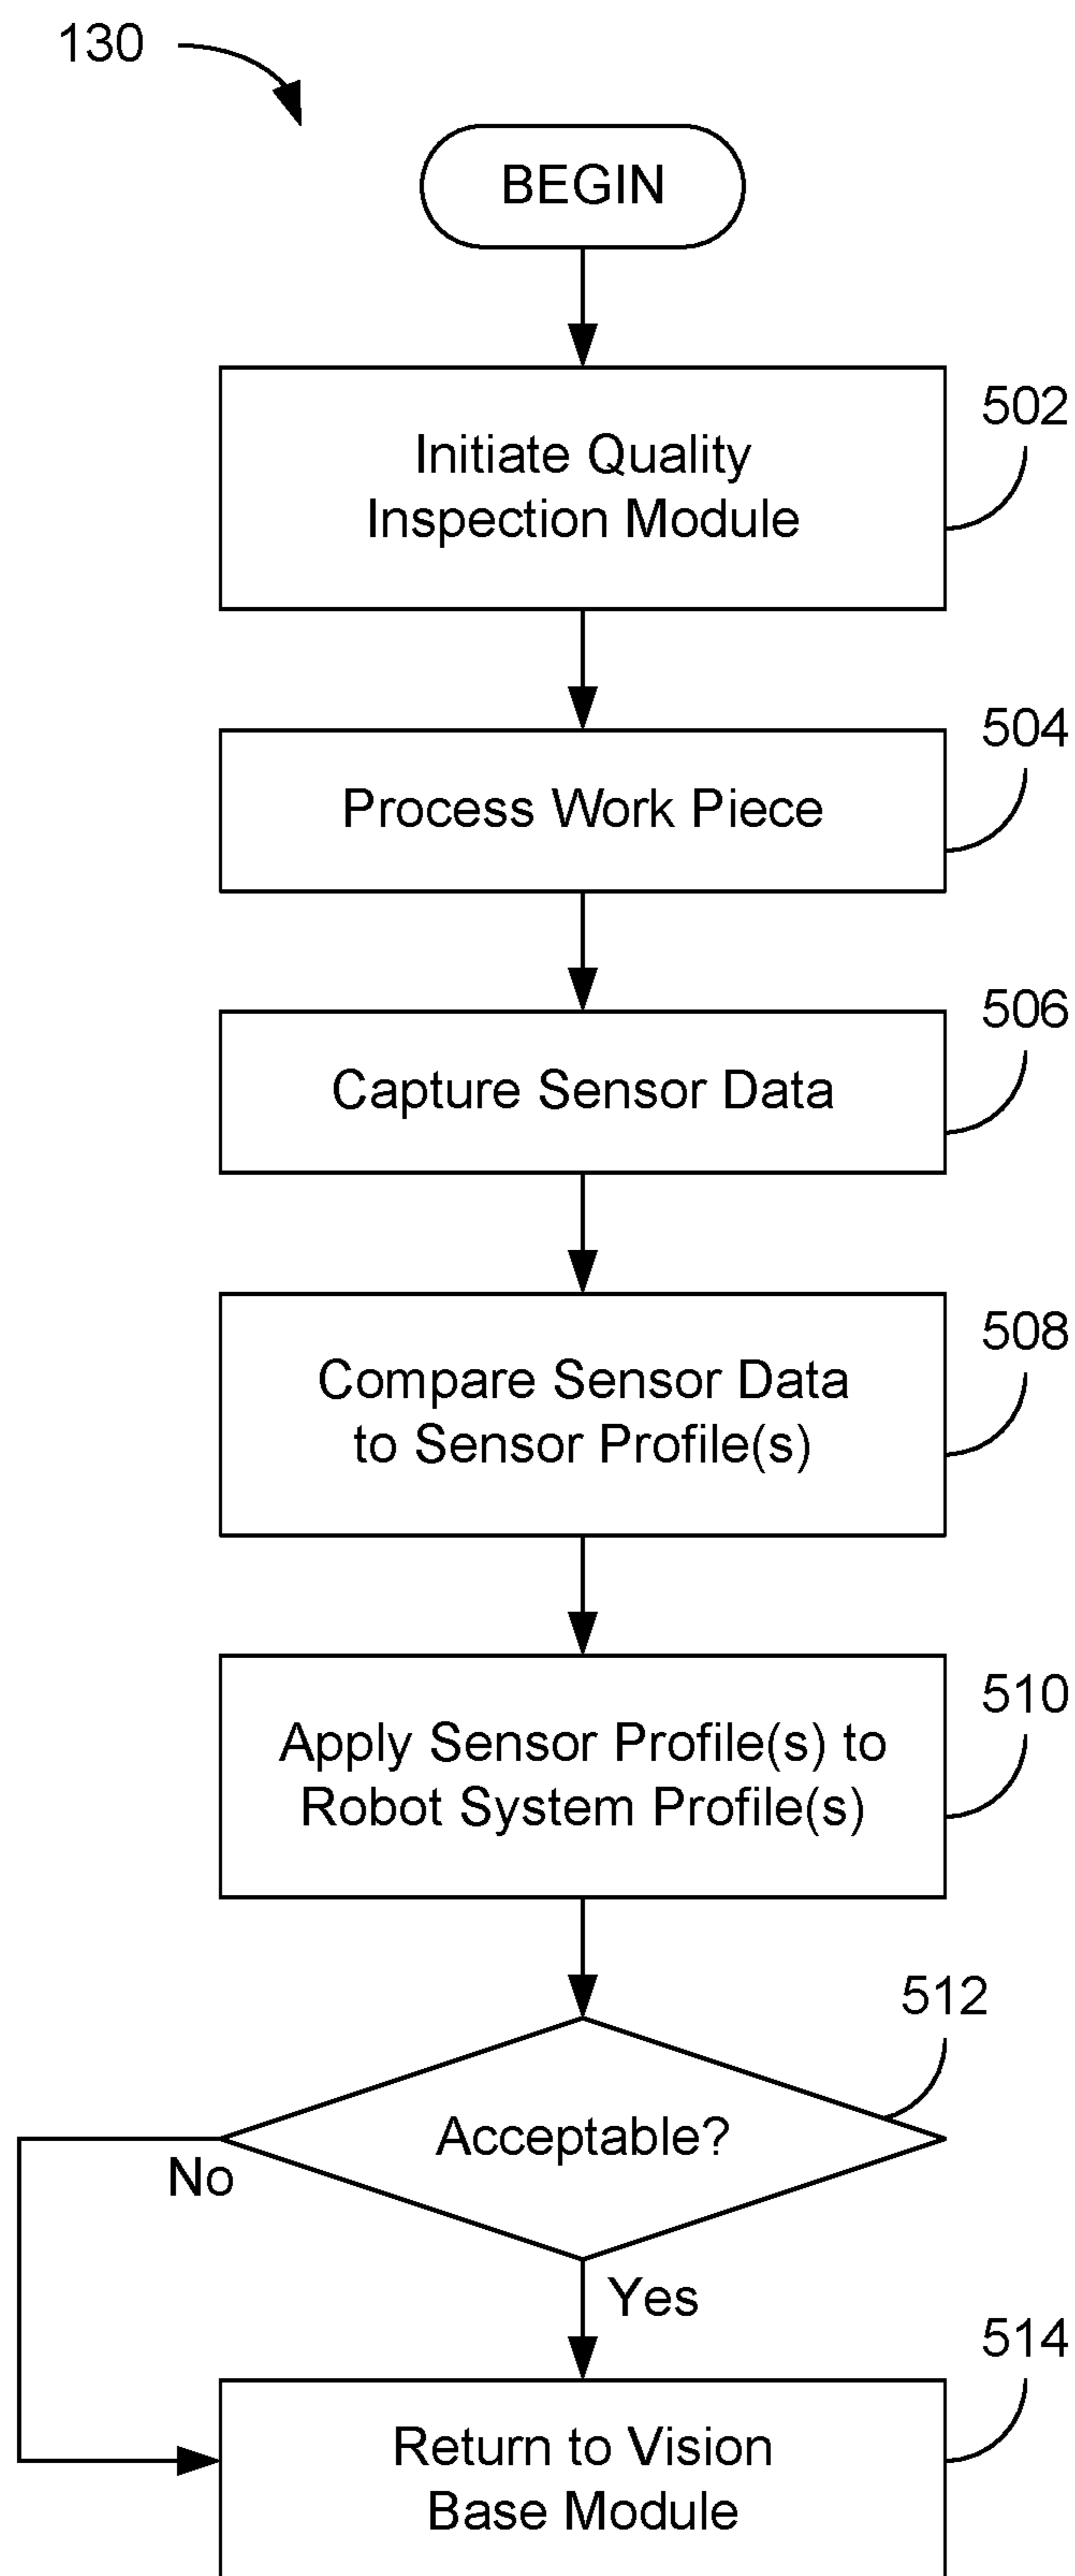 130
BEGIN
502
Initiate Quality
Inspection Module
504
Process Work Piece
506
Capture Sensor Data
508
Compare Sensor Data
to Sensor Profile(s)
510
Apply Sensor Profile(s) to
Robot System Profile(s)
512
Acceptable?
No
Yes
514
Return to Vision
Base Module